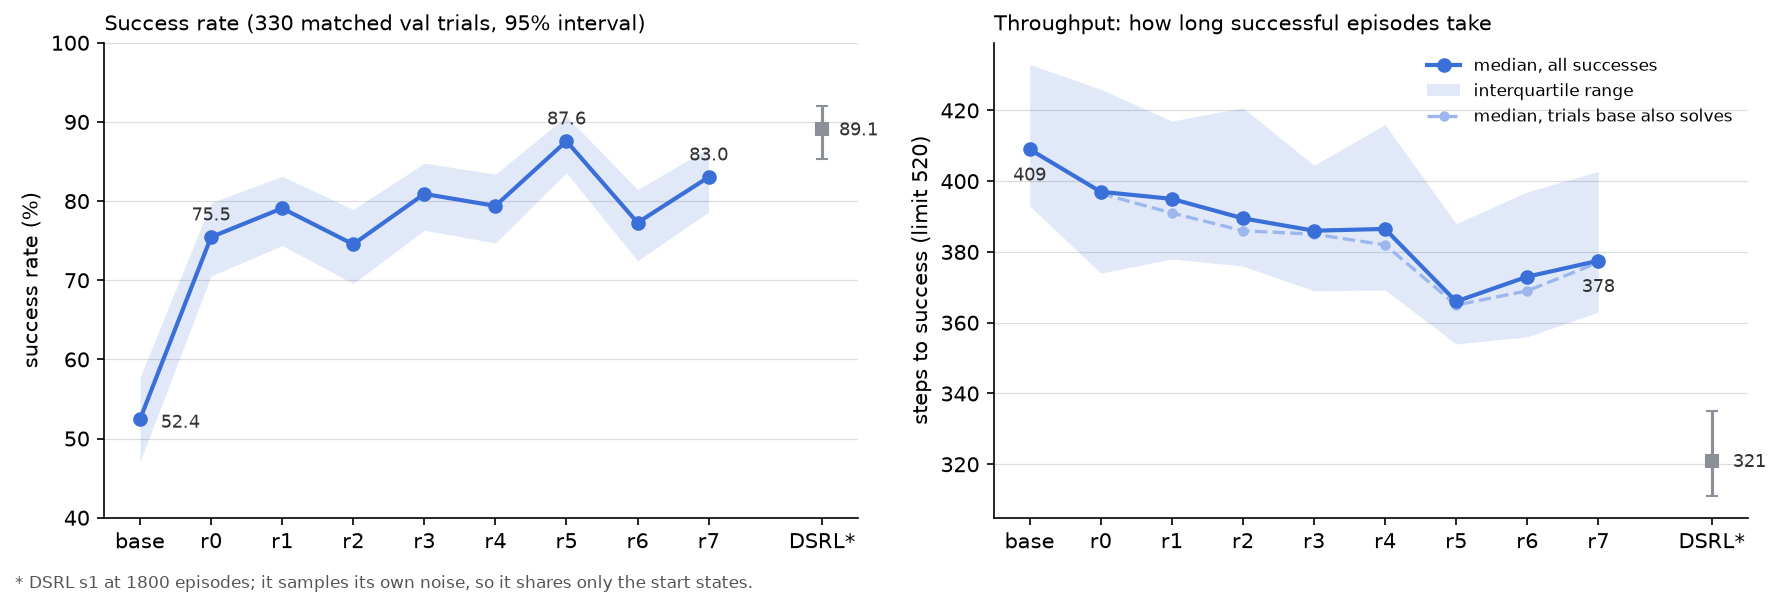 Success rate (330 matched val trials, 95% interval)
success rate (%)
100
90
80
70
60
50
40
52.4
75.5
87.6
83.0
89.1
base r0 r1 r2 r3 r4 r5 r6 r7 DSRL*
Throughput: how long successful episodes take
steps to success (limit 520)
420
400
380
360
340
320
median, all successes
interquartile range
median, trials base also solves
409
378
321
base r0 r1 r2 r3 r4 r5 r6 r7 DSRL*
* DSRL s1 at 1800 episodes; it samples its own noise, so it shares only the start states.